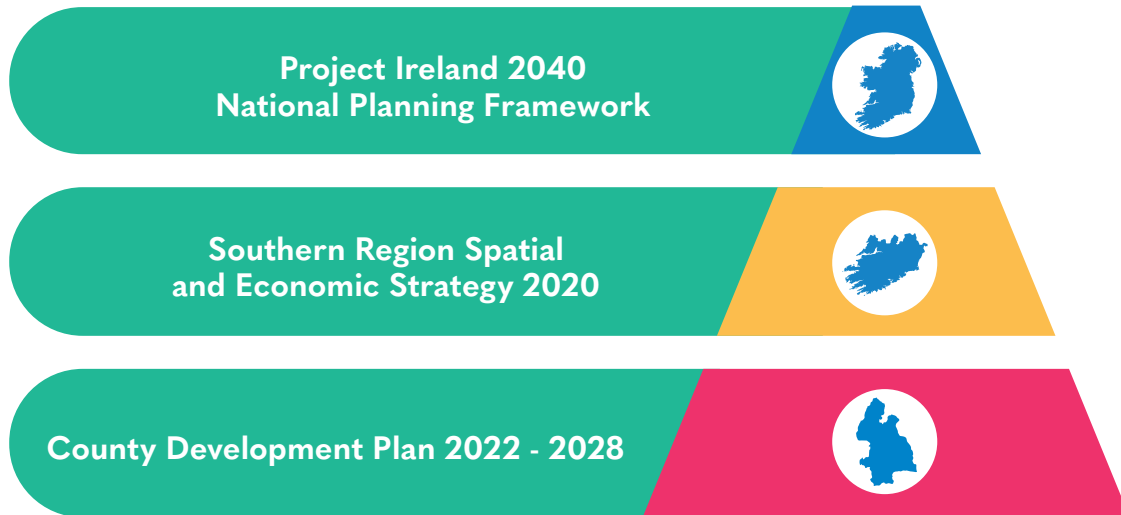 Project Ireland 2040
National Planning Framework
Southern Region Spatial
and Economic Strategy 2020
County Development Plan 2022 - 2028